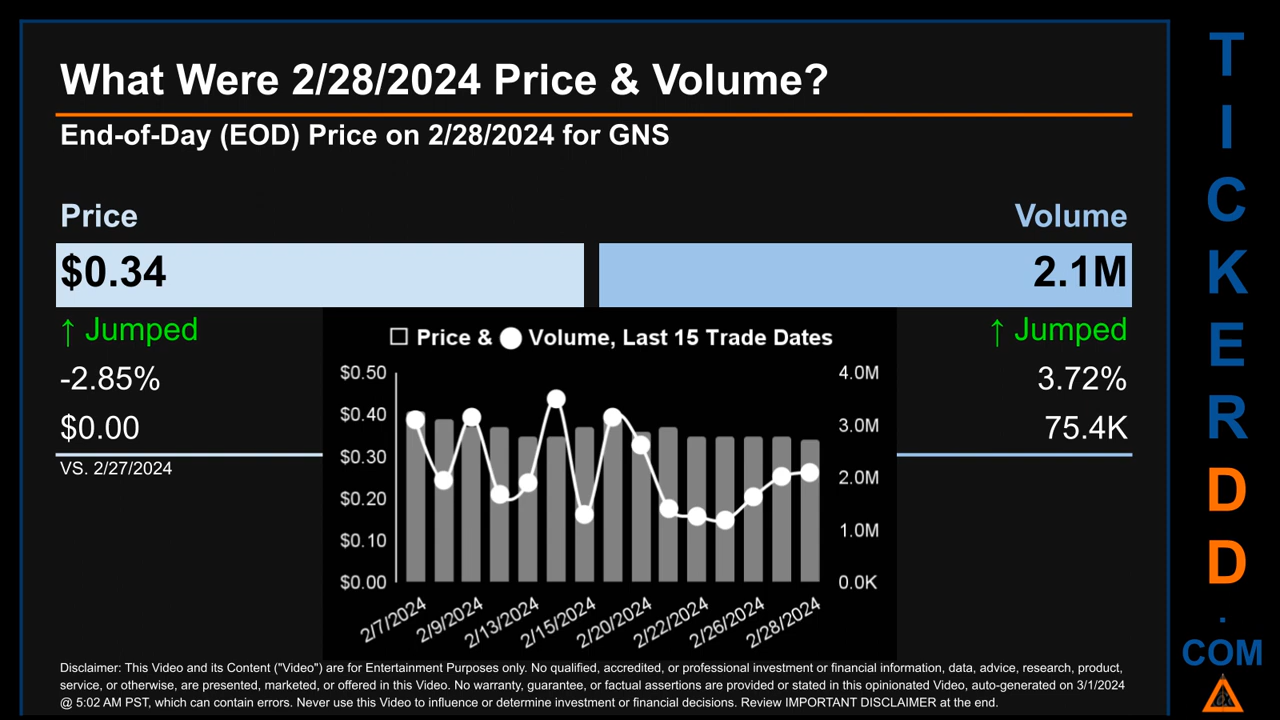 What Were 2/28/2024 Price & Volume?
End-of-Day (EOD) Price on 2/28/2024 for GNS
Price
Volume
$0.34
2.1M
↑ Jumped
↑ Jumped
-2.85%
3.72%
$0.00
75.4K
VS. 2/27/2024
Price & Volume, Last 15 Trade Dates
$0.50
$0.40
$0.30
$0.20
$0.10
$0.00
4.0M
3.0M
2.0M
1.0M
0.0K
2/7/2024
2/9/2024
2/13/2024
2/15/2024
2/20/2024
2/22/2024
2/26/2024
2/28/2024
Disclaimer: This Video and its Content ("Video") are for Entertainment Purposes only. No qualified, accredited, or professional investment or financial information, data, advice, research, product,
service, or otherwise, are presented, marketed, or offered in this Video. No warranty, guarantee, or factual assertions are provided or stated in this opinionated Video, auto-generated on 3/1/2024
@ 5:02 AM PST, which can contain errors. Never use this Video to influence or determine investment or financial decisions. Review IMPORTANT DISCLAIMER at the end.
T
I
C
K
E
R
D
D
.
COM